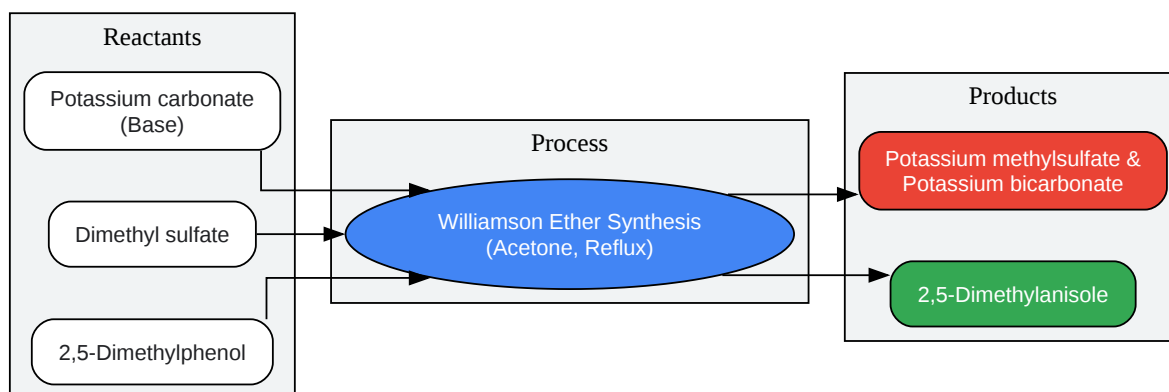 Reactants
Potassium carbonate
(Base)
Dimethyl sulfate
2,5-Dimethylphenol
Process
Williamson Ether Synthesis
(Acetone, Reflux)
Products
Potassium methylsulfate &
Potassium bicarbonate
2,5-Dimethylanisole